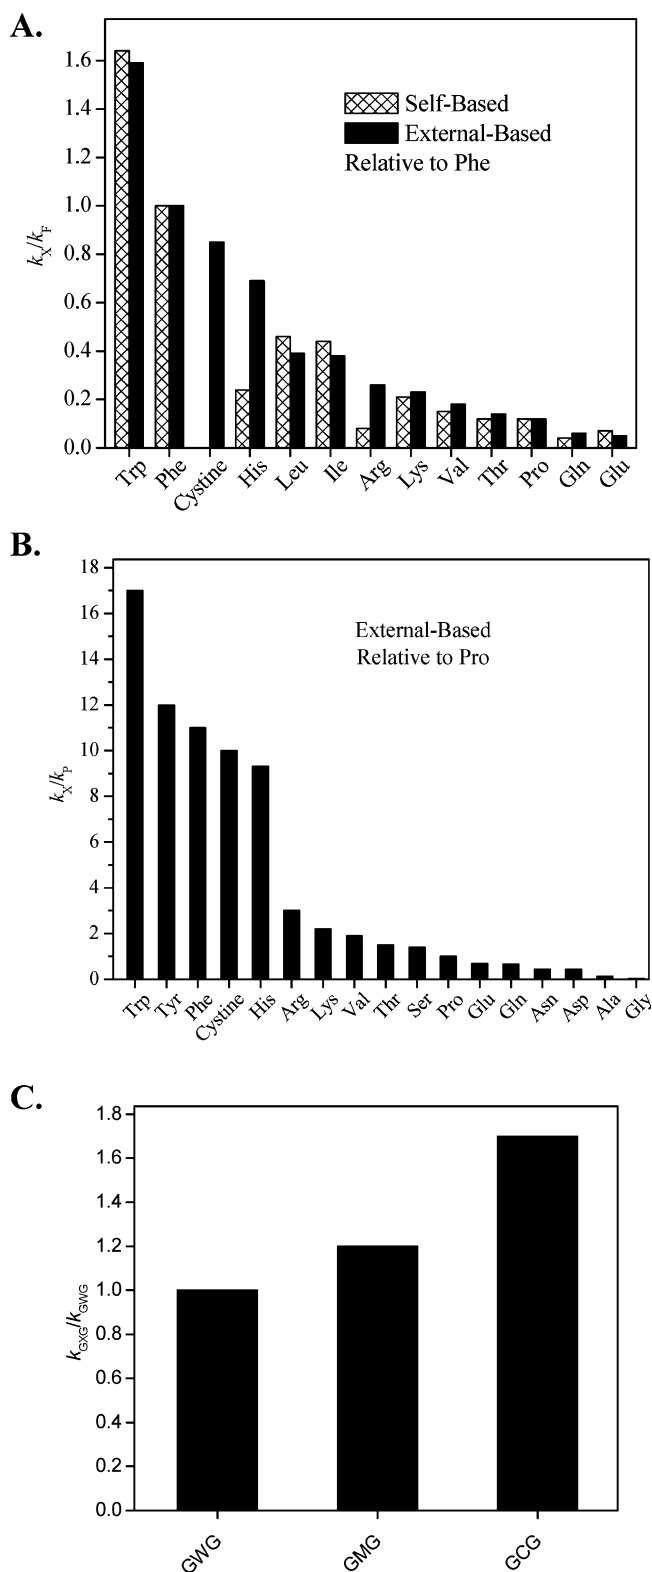 A.
1.6
1.4
1.2
1.0
0.8
0.6
0.4
0.2
0.0
kX/kF
Self-Based
External-Based
Relative to Phe
Trp Phe Cystine His Leu Ile Arg Lys Val Thr Pro Gln Glu
B.
18
16
14
12
10
8
6
4
2
0
kX/kP
External-Based
Relative to Pro
Trp Tyr Phe Cystine His Arg Lys Val Thr Ser Pro Glu Gln Asn Asp Ala Gly
C.
1.8
1.6
1.4
1.2
1.0
0.8
0.6
0.4
0.2
0.0
kGXG/kGWG
GWG GMG GCG